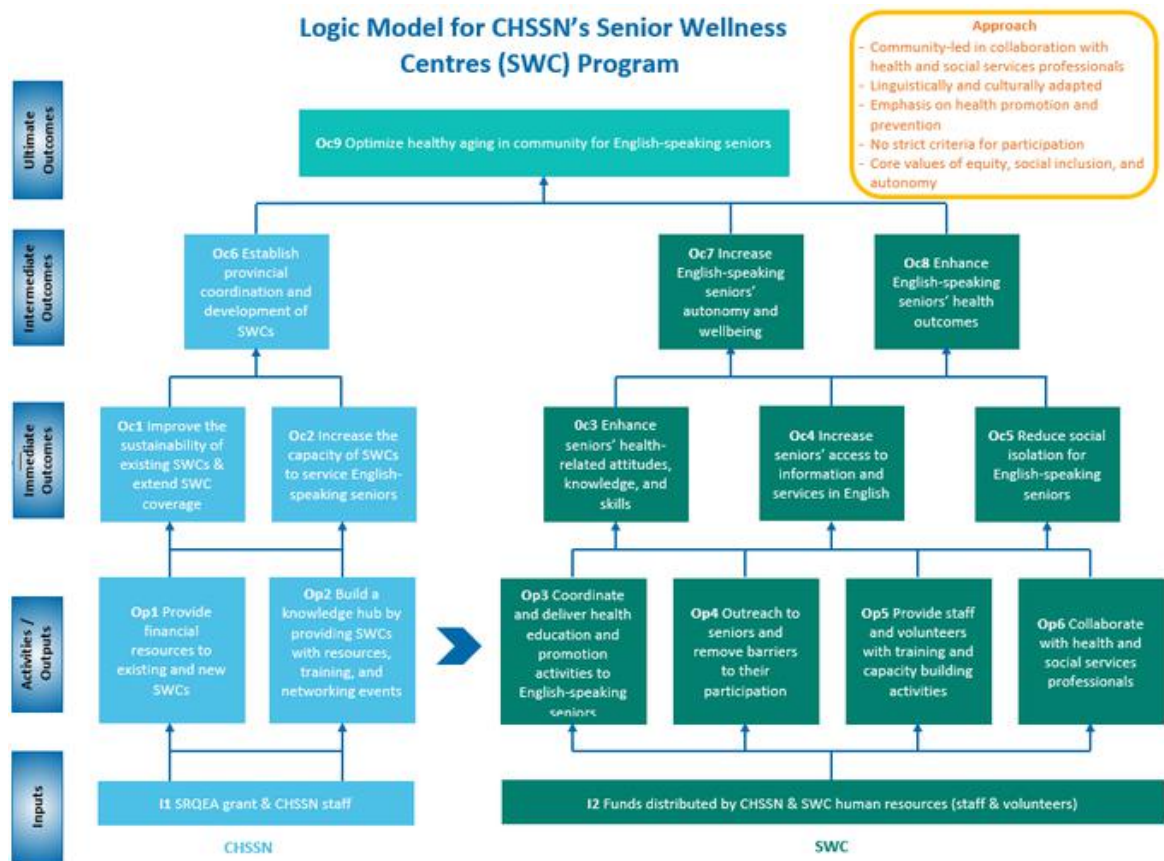 Logic Model for CHSSN's Senior Wellness
Centres (SWC) Program
Approach
- Community-led in collaboration with
health and social services professionals
- Linguistically and culturally adapted
- Emphasis on health promotion and
prevention
- No strict criteria for participation
- Core values of equity, social inclusion, and
autonomy
Ultimate
Outcomes
Oc9 Optimize healthy aging in community for English-speaking seniors
Intermediate
Outcomes
Oc6 Establish
provincial
coordination and
development of
SWCs
Oc7 Increase
English-speaking
seniors'
autonomy and
wellbeing
Oc8 Enhance
English-speaking
seniors' health
outcomes
Immediate
Outcomes
Oc1 Improve the
sustainability of
existing SWCs &
extend SWC
coverage
Oc2 Increase the
capacity of SWCs
to service English-
speaking seniors
0c3 Enhance
seniors' health-
related attitudes,
knowledge, and
skills
Oc4 Increase
seniors' access to
information and
services in English
Oc5 Reduce social
isolation for
English-speaking
seniors
Activities /
Outputs
Op1 Provide
financial
resources to
existing and new
SWCs
Op2 Build a
knowledge hub by
providing SWCs
with resources,
training, and
networking events
Op3 Coordinate
and deliver health
education and
promotion
activities to
English-speaking
seniors
Op4 Outreach to
seniors and
remove barriers
to their
participation
Op5 Provide staff
and volunteers
with training and
capacity building
activities
Op6 Collaborate
with health and
social services
professionals
Inputs
I1 SRQEA grant & CHSSN staff
I2 Funds distributed by CHSSN & SWC human resources (staff & volunteers)
CHSSN
SWC